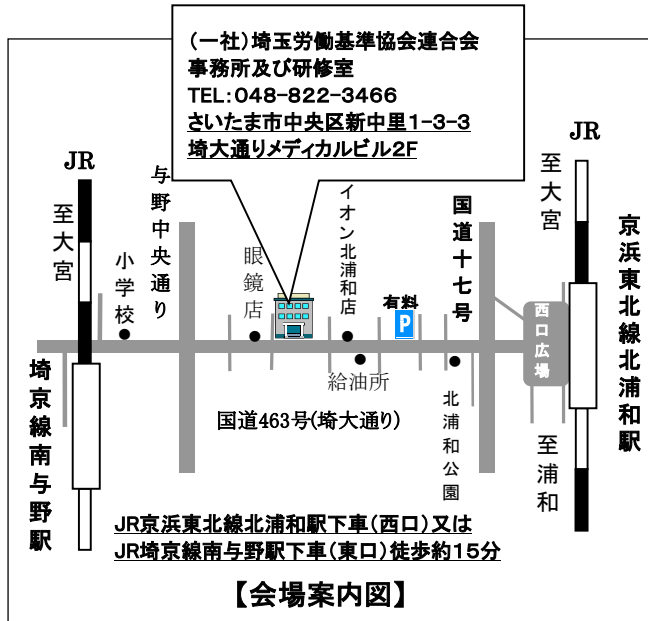 (一社)埼玉労働基準協会連合会
事務所及び研修室
TEL:048-822-3466
さいたま市中央区新中里1-3-3
埼大通りメディカルビル2F
JR
JR
至大宮
小学校
与野中央通り
眼鏡店
イオン北浦和店
有料
P
国道十七号
至大宮
京浜東北線北浦和駅
西口広場
埼京線南与野駅
給油所
北浦和公園
至浦和
国道463号(埼大通り)
JR京浜東北線北浦和駅下車(西口)又は
JR埼京線南与野駅下車(東口)徒歩約15分
【会場案内図】